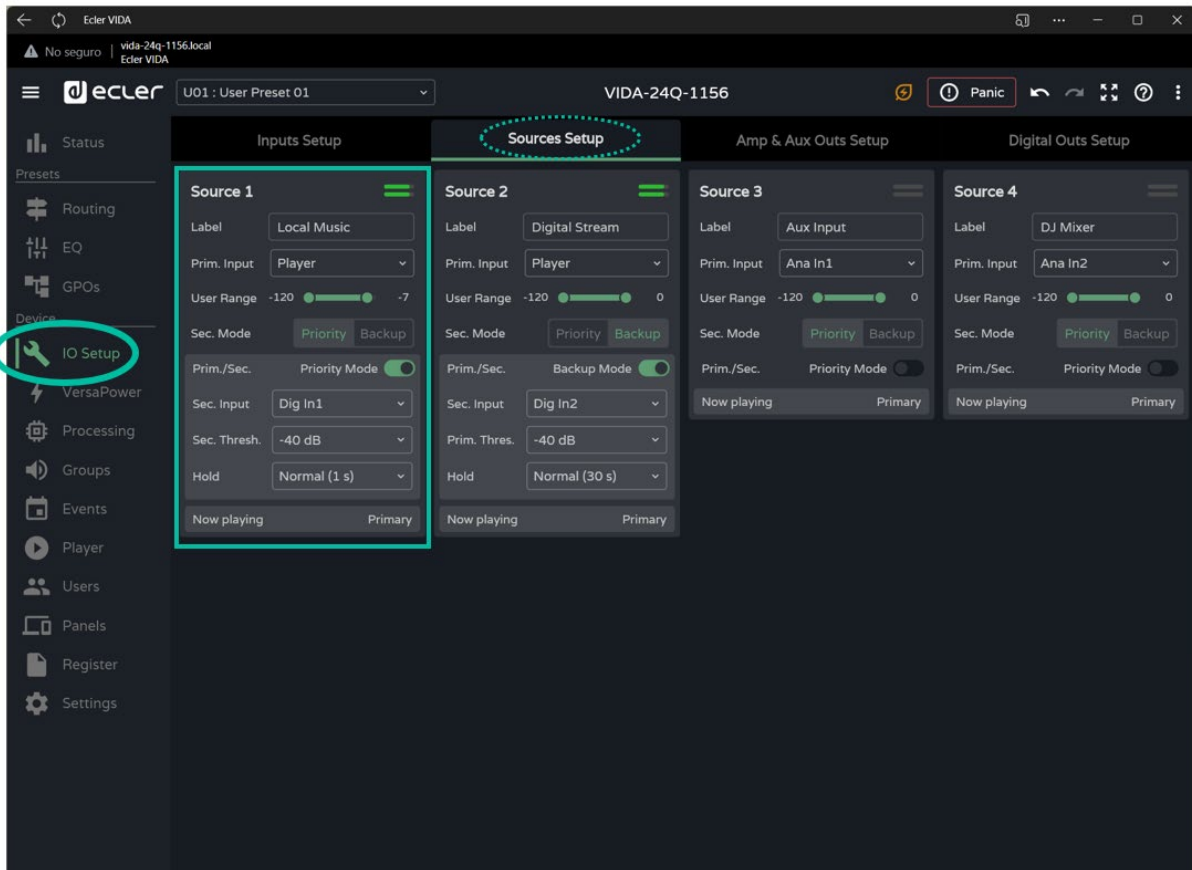 Ecler VIDA
No seguro | vida-24q-1156.local
Ecler VIDA
ecler
U01 : User Preset 01
VIDA-24Q-1156
Panic
Status
Presets
Routing
EQ
GPOs
Device
IO Setup
VersaPower
Processing
Groups
Events
Player
Users
Panels
Register
Settings
Inputs Setup
Sources Setup
Amp & Aux Outs Setup
Digital Outs Setup
Source 1
Label Local Music
Prim. Input Player
User Range -120 -7
Sec. Mode Priority Backup
Prim./Sec. Priority Mode
Sec. Input Dig In1
Sec. Thresh. -40 dB
Hold Normal (1 s)
Now playing Primary
Source 2
Label Digital Stream
Prim. Input Player
User Range -120 0
Sec. Mode Priority Backup
Prim./Sec. Backup Mode
Sec. Input Dig In2
Prim. Thres. -40 dB
Hold Normal (30 s)
Now playing Primary
Source 3
Label Aux Input
Prim. Input Ana In1
User Range -120 0
Sec. Mode Priority Backup
Prim./Sec. Priority Mode
Now playing Primary
Source 4
Label DJ Mixer
Prim. Input Ana In2
User Range -120 0
Sec. Mode Priority Backup
Prim./Sec. Priority Mode
Now playing Primary